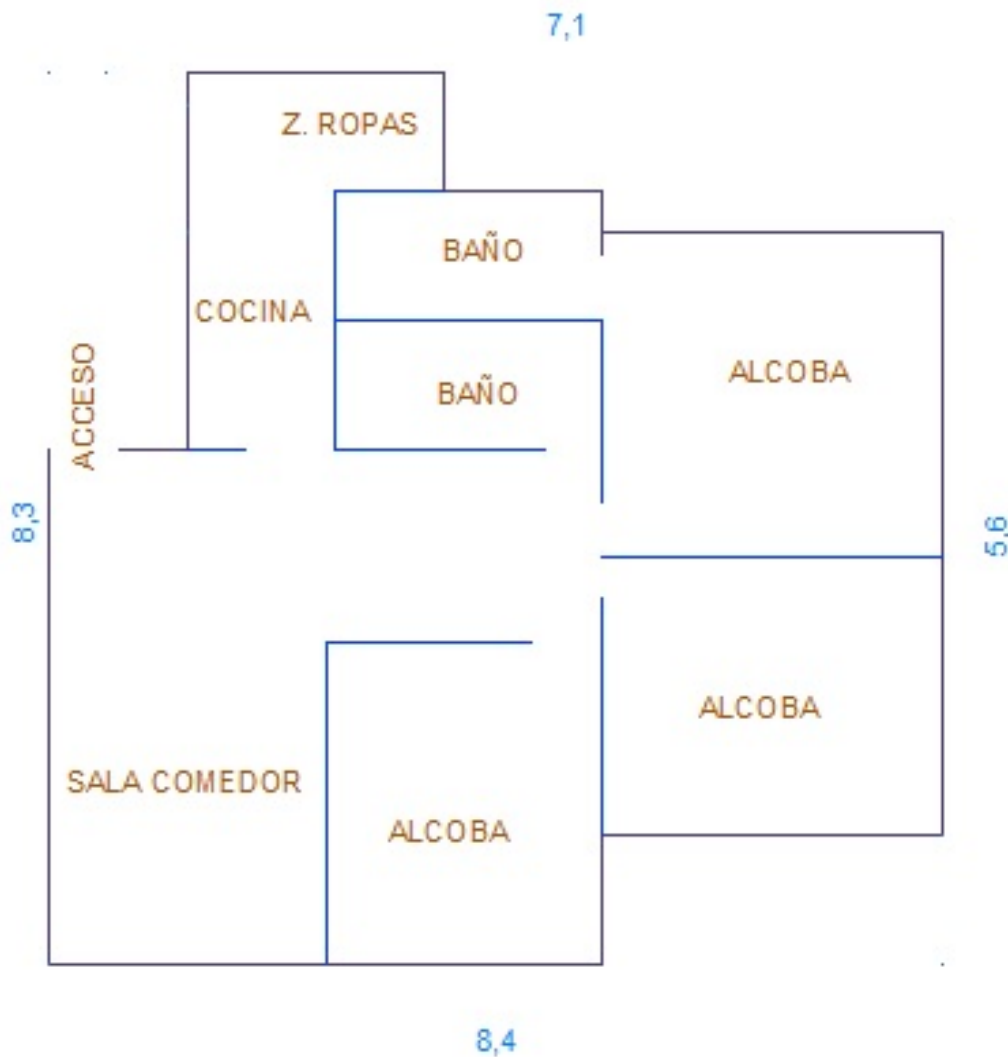 7,1
Z. ROPAS
BAÑO
COCINA
ACCESO
ALCOBA
BAÑO
8,3
5,6
ALCOBA
SALA COMEDOR
ALCOBA
8,4